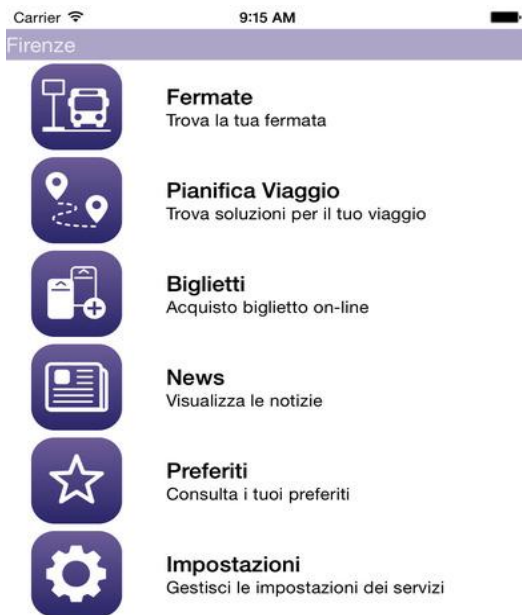 Carrier 9:15 AM
Firenze
Fermate
Trova la tua fermata
Pianifica Viaggio
Trova soluzioni per il tuo viaggio
Biglietti
Acquisto biglietto on-line
News
Visualizza le notizie
Preferiti
Consulta i tuoi preferiti
Impostazioni
Gestisci le impostazioni dei servizi